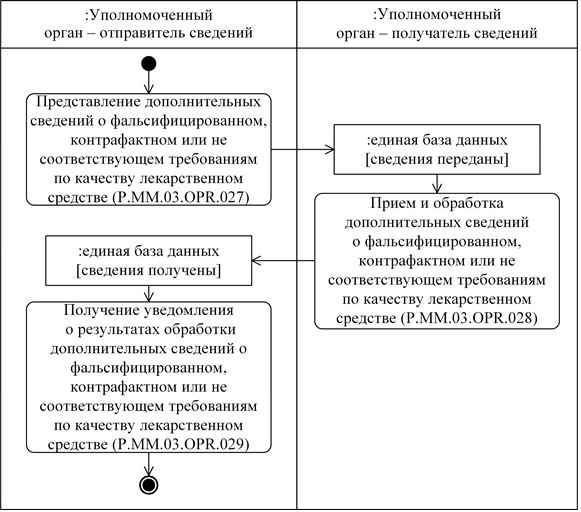 :Уполномоченный
орган – отправитель сведений
:Уполномоченный
орган – получатель сведений
Представление дополнительных
сведений о фальсифицированном,
контрафактном или не
соответствующем требованиям
по качеству лекарственном
средстве (P.MM.03.OPR.027)
:единая база данных
[сведения переданы]
Прием и обработка
дополнительных сведений
о фальсифицированном,
контрафактном или не
соответствующем требованиям
по качеству лекарственном
средстве (P.MM.03.OPR.028)
:единая база данных
[сведения получены]
Получение уведомления
о результатах обработки
дополнительных сведений о
фальсифицированном,
контрафактном или не
соответствующем требованиям
по качеству лекарственном
средстве (P.MM.03.OPR.029)